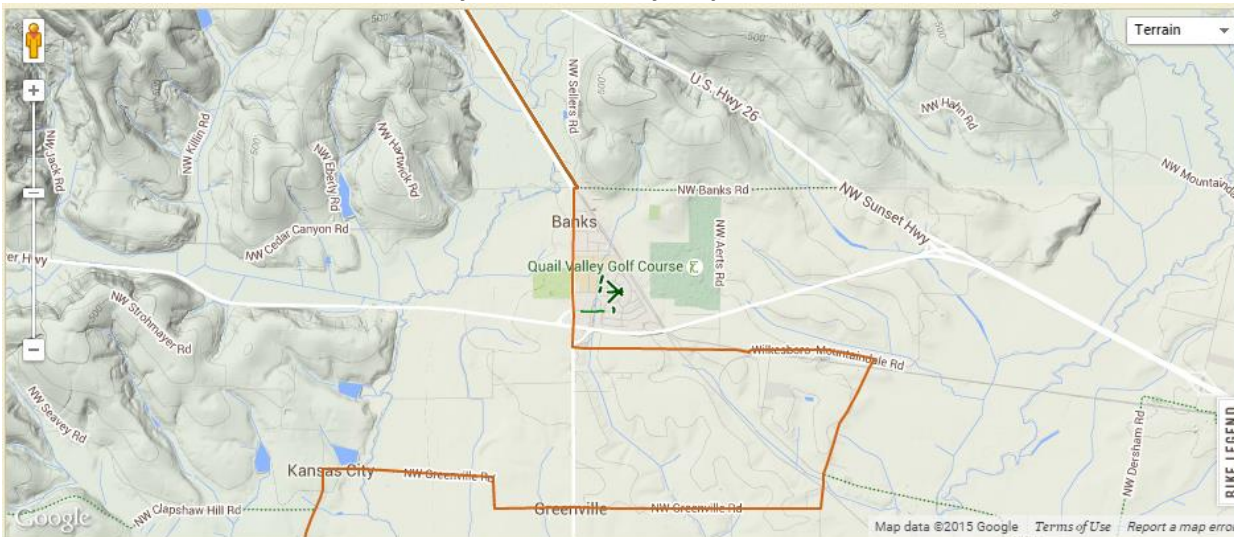 Terrain
500'
500'
500'
500'
500'
NW Sellers Rd
U.S. Hwy 26
NW Hahn Rd
NW Killin Rd
NW Jack Rd
NW Eberly Rd
NW Hartwick Rd
NW Mountaindal
NW Banks Rd
NW Sunset Hwy
Banks
NW Cedar Canyon Rd
NW Aerts Rd
er Hwy
Quail Valley Golf Course
NW Strohmayer Rd
Wilkesboro Mountaindale Rd
NW Seavey Rd
NW Dersham Rd
BIKE LEGEND
Kansas City
NW Greenville Rd
NW Clapshaw Hill Rd
Greenville
NW Greenville Rd
Google
Map data ©2015 Google Terms of Use Report a map error